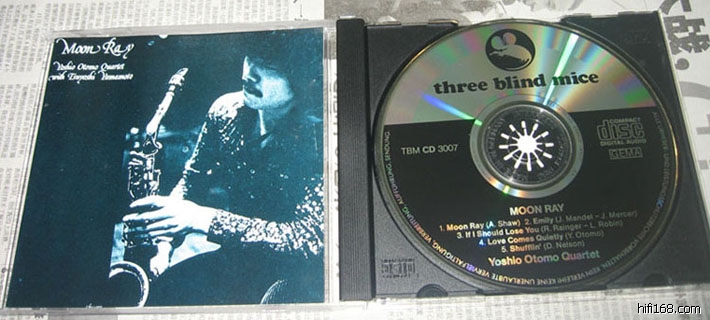 Moon Ray
Yoshio Otomo Quartet
with Tsuyoshi Yamamoto
three blind mice
TBM CD 3007
COMPACT
disc
DIGITAL AUDIO
GEMA
MOON RAY
1. Moon Ray (A. Shaw) 2. Emily (J. Mandel – J. Mercer)
3. If I Should Lose You (R. Rainger – L. Robin)
4. Love Comes Quietly (Y. Otomo)
5. Shufflin' (D. Nelson)
Yoshio Otomo Quartet
hifi168.com